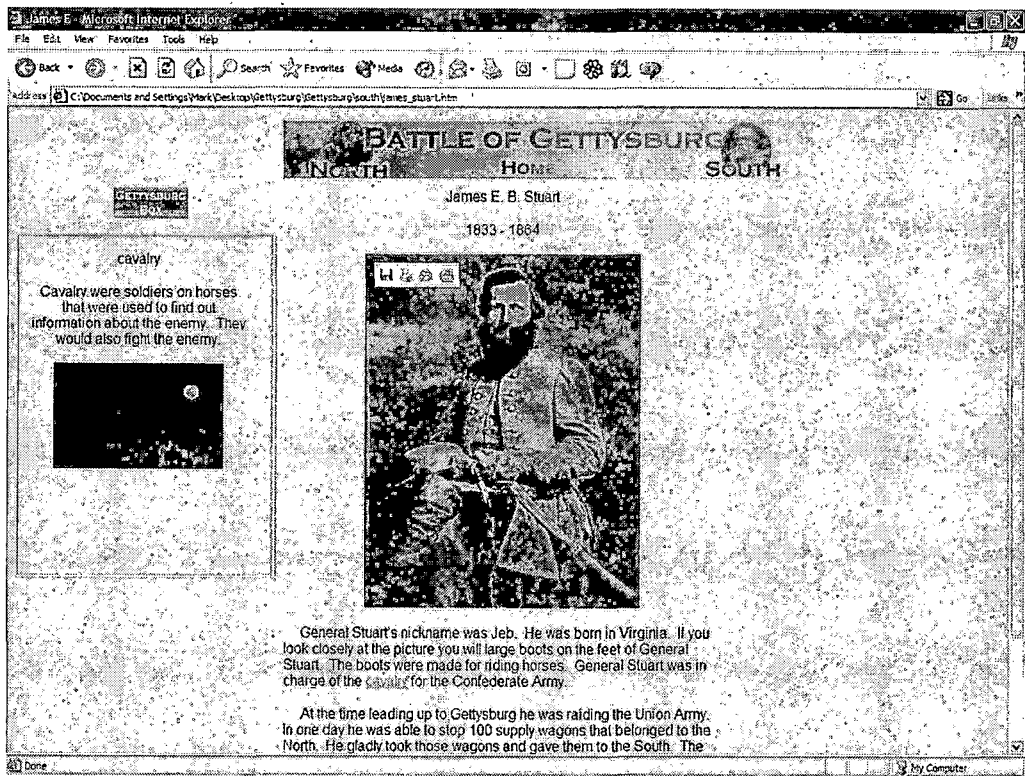 James E - Microsoft Internet Explorer
File Edit View Favorites Tools Help
Back Search Favorites Media
Address C:\Documents and Settings\Mark\Desktop\Gettysburg\Gettysburg\south\james_stuart.htm Go Links
BATTLE OF GETTYSBURG
NORTH HOME SOUTH
GETTYSBURG
BOX
James E. B. Stuart
1833 - 1864
cavalry
Cavalry were soldiers on horses
that were used to find out
information about the enemy. They
would also fight the enemy.
General Stuart's nickname was Jeb. He was born in Virginia. If you
look closely at the picture you will large boots on the feet of General
Stuart. The boots were made for riding horses. General Stuart was in
charge of the cavalry for the Confederate Army.
At the time leading up to Gettysburg he was raiding the Union Army.
In one day he was able to stop 100 supply wagons that belonged to the
North. He gladly took those wagons and gave them to the South. The
Done My Computer